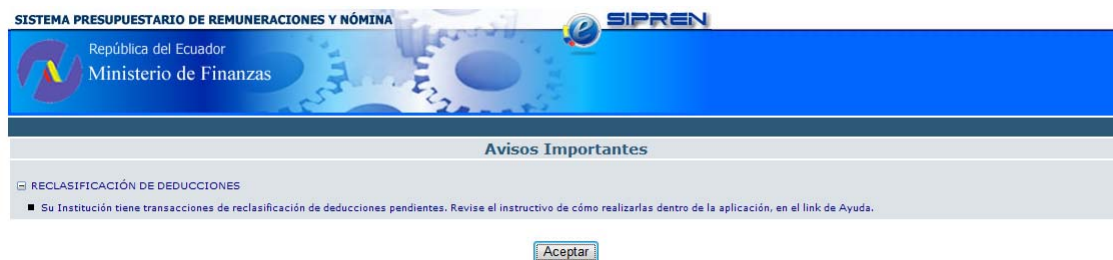 SISTEMA PRESUPUESTARIO DE REMUNERACIONES Y NÓMINA
e SIPREN
República del Ecuador
Ministerio de Finanzas
Avisos Importantes
RECLASIFICACIÓN DE DEDUCCIONES
Su Institución tiene transacciones de reclasificación de deducciones pendientes. Revise el instructivo de cómo realizarlas dentro de la aplicación, en el link de Ayuda.
Aceptar